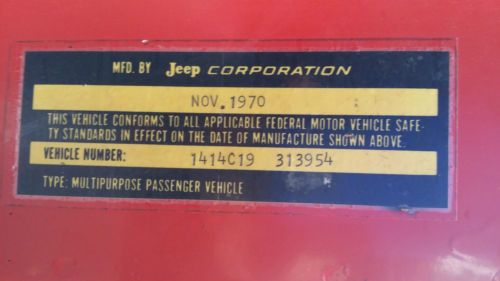 MFD. BY Jeep CORPORATION
NOV. 1970
THIS VEHICLE CONFORMS TO ALL APPLICABLE FEDERAL MOTOR VEHICLE SAFE-
TY STANDARDS IN EFFECT ON THE DATE OF MANUFACTURE SHOWN ABOVE.
VEHICLE NUMBER: 1414C19 313954
TYPE: MULTIPURPOSE PASSENGER VEHICLE